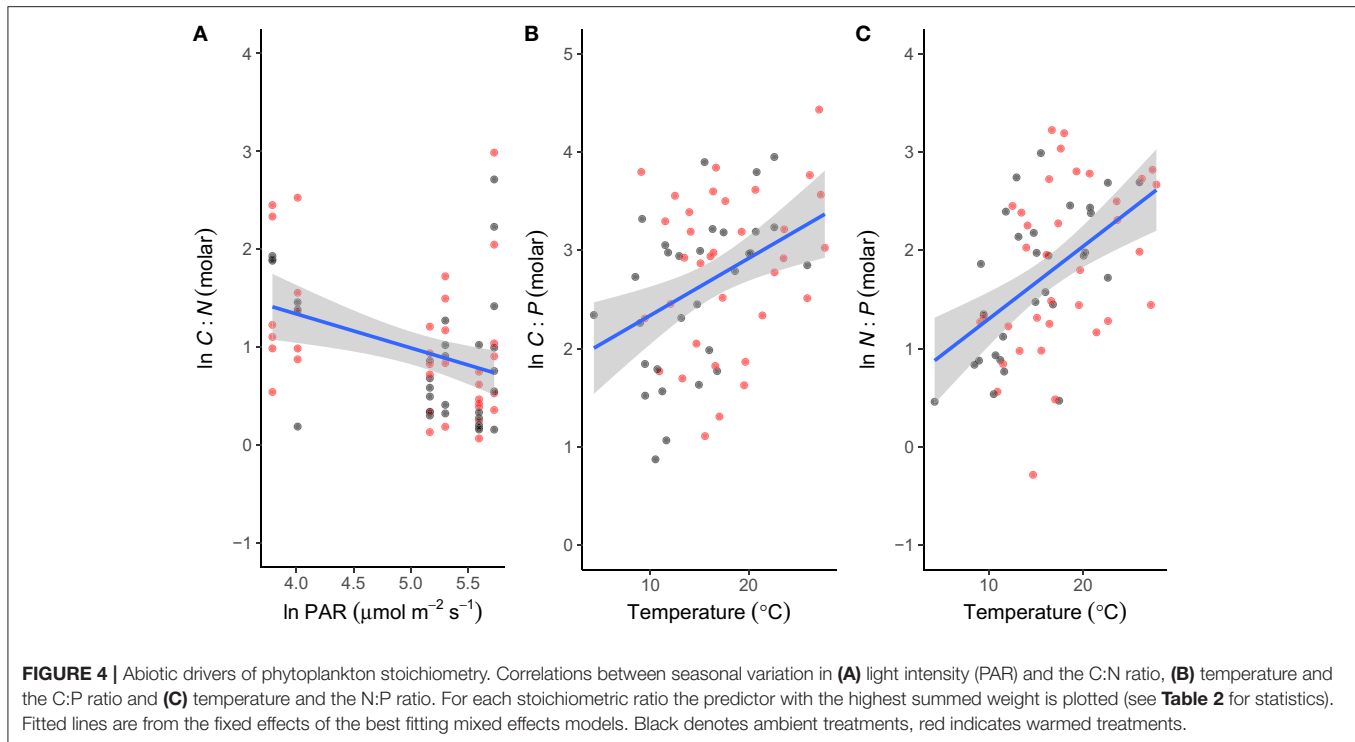 A
B
C
4
3
2
1
0
−1
ln C : N (molar)
4.0
4.5
5.0
5.5
ln PAR (μmol m⁻² s⁻¹)
5
4
3
2
1
0
ln C : P (molar)
10
20
Temperature (°C)
4
3
2
1
0
−1
ln N : P (molar)
10
20
Temperature (°C)
FIGURE 4 | Abiotic drivers of phytoplankton stoichiometry. Correlations between seasonal variation in (A) light intensity (PAR) and the C:N ratio, (B) temperature and
the C:P ratio and (C) temperature and the N:P ratio. For each stoichiometric ratio the predictor with the highest summed weight is plotted (see Table 2 for statistics).
Fitted lines are from the fixed effects of the best fitting mixed effects models. Black denotes ambient treatments, red indicates warmed treatments.